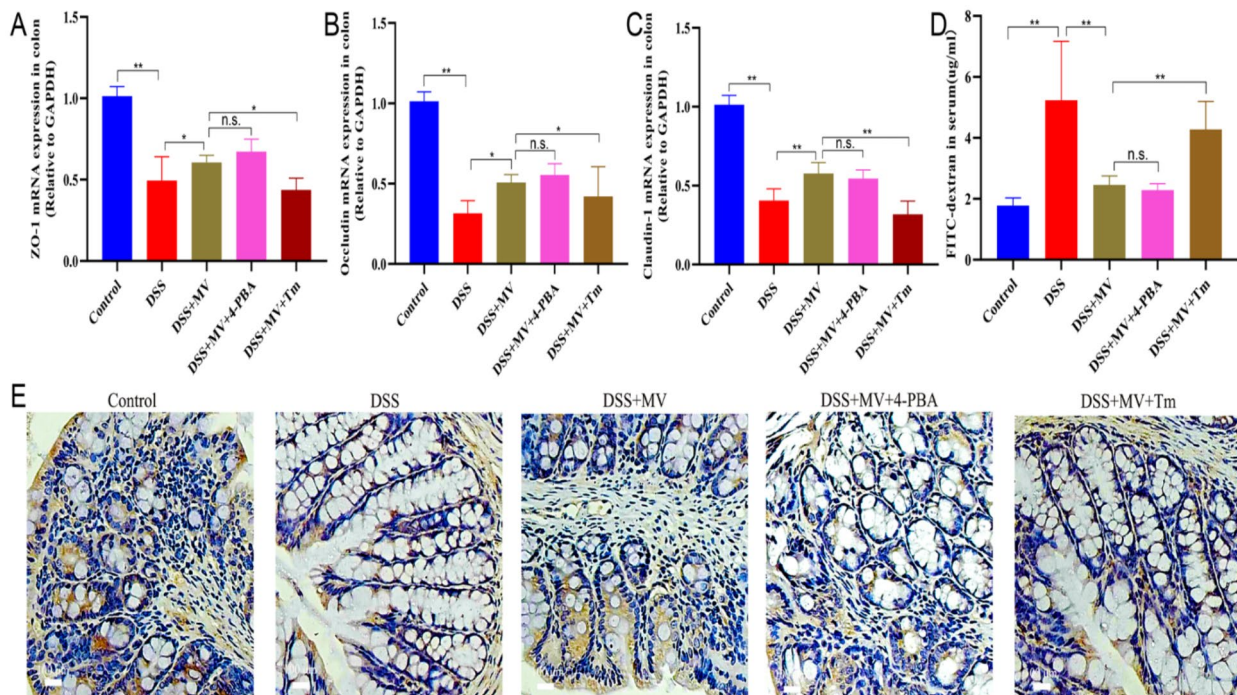 A
ZO-1 mRNA expression in colon
(Relative to GAPDH)
1.5
1.0
0.5
0.0
**
*
n.s.
*
Control
DSS
DSS+MV
DSS+MV+4-PBA
DSS+MV+Tm
B
Occludin mRNA expression in colon
(Relative to GAPDH)
1.5
1.0
0.5
0.0
**
*
n.s.
*
Control
DSS
DSS+MV
DSS+MV+4-PBA
DSS+MV+Tm
C
Claudin-1 mRNA expression in colon
(Relative to GAPDH)
1.5
1.0
0.5
0.0
**
**
n.s.
**
Control
DSS
DSS+MV
DSS+MV+4-PBA
DSS+MV+Tm
D
FITC-dextran in serum(ug/ml)
8
6
4
2
0
** **
**
n.s.
Control
DSS
DSS+MV
DSS+MV+4-PBA
DSS+MV+Tm
E
Control DSS DSS+MV DSS+MV+4-PBA DSS+MV+Tm